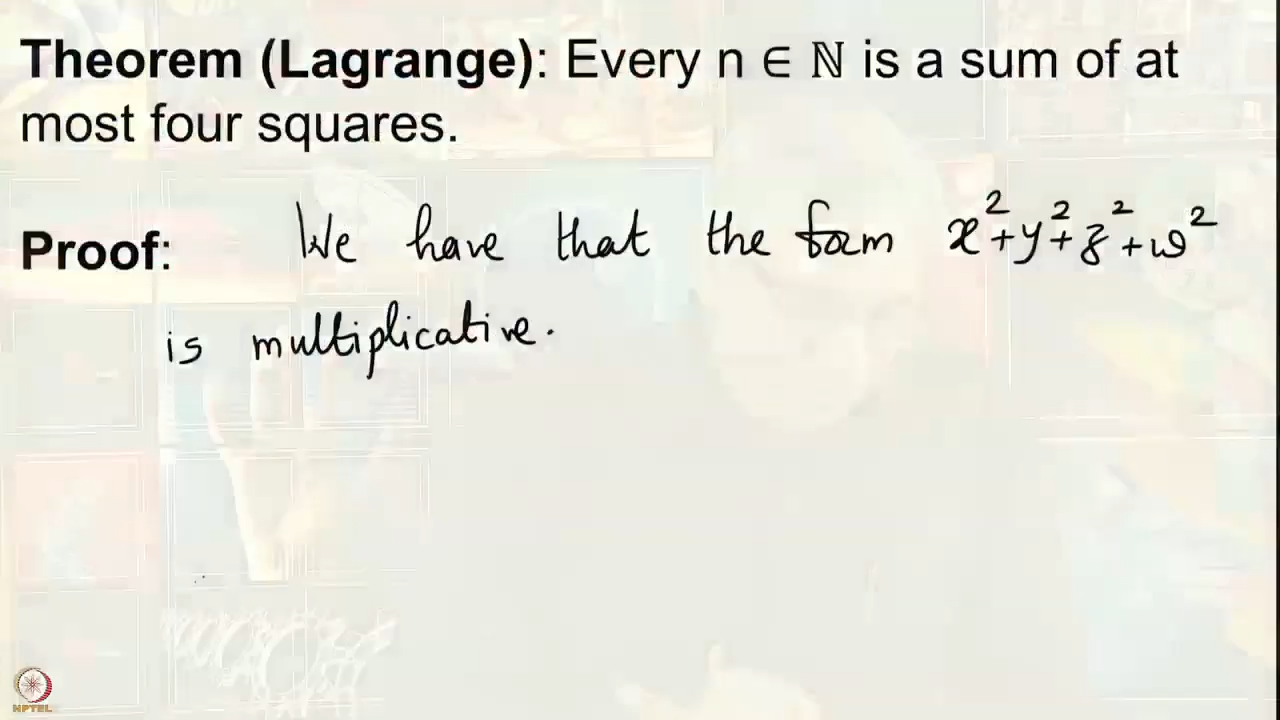 Theorem (Lagrange): Every n ∈ ℕ is a sum of at
most four squares.
Proof: We have that the form x²+y²+z²+w²
is multiplicative.
NPTEL